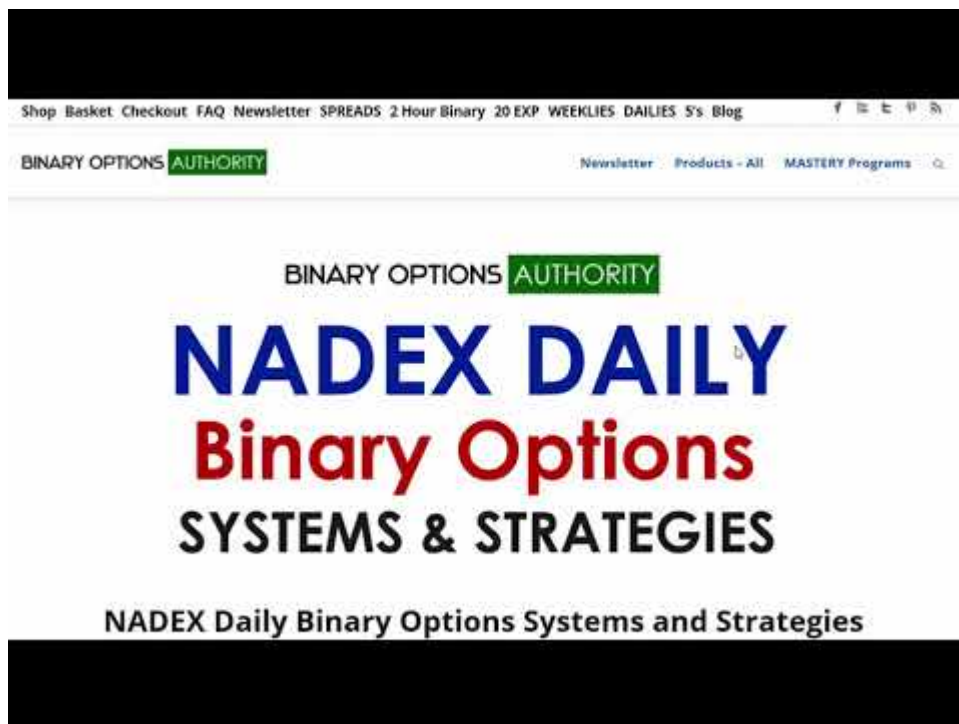 Shop Basket Checkout FAQ Newsletter SPREADS 2 Hour Binary 20 EXP WEEKLIES DAILIES 5's Blog
BINARY OPTIONS AUTHORITY
Newsletter Products - All MASTERY Programs
BINARY OPTIONS AUTHORITY
NADEX DAILY
Binary Options
SYSTEMS & STRATEGIES
NADEX Daily Binary Options Systems and Strategies